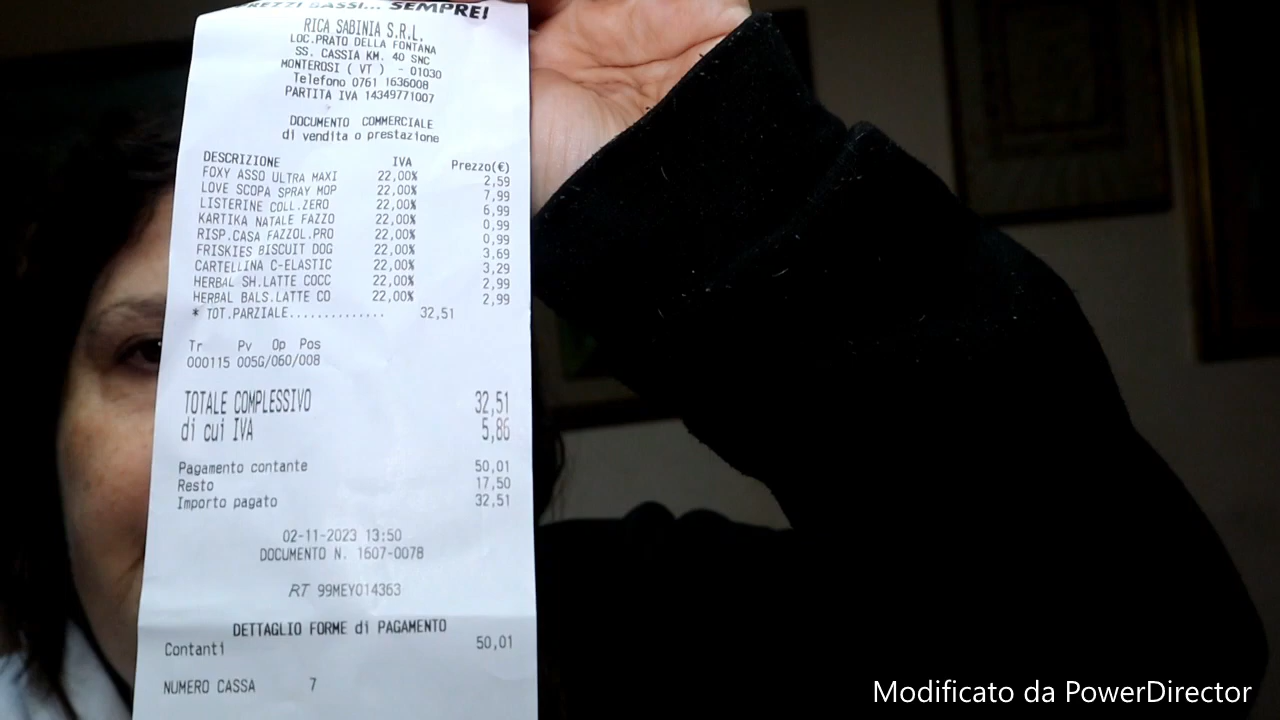 PREZZI BASSI... SEMPRE!
RICA SABINIA S.R.L.
LOC.PRATO DELLA FONTANA
SS. CASSIA KM. 40 SNC
MONTEROSI ( VT ) - 01030
Telefono 0761 1636008
PARTITA IVA 14349771007
DOCUMENTO COMMERCIALE
di vendita o prestazione
DESCRIZIONE IVA Prezzo(€)
FOXY ASSO ULTRA MAXI 22,00% 2,59
LOVE SCOPA SPRAY MOP 22,00% 7,99
LISTERINE COLL.ZERO 22,00% 6,99
KARTIKA NATALE FAZZO 22,00% 0,99
RISP.CASA FAZZOL.PRO 22,00% 0,99
FRISKIES BISCUIT DOG 22,00% 3,69
CARTELLINA C-ELASTIC 22,00% 3,29
HERBAL SH.LATTE COCC 22,00% 2,99
HERBAL BALS.LATTE CO 22,00% 2,99
* TOT.PARZIALE.............. 32,51
Tr Pv Op Pos
000115 005G/060/008
TOTALE COMPLESSIVO 32,51
di cui IVA 5,86
Pagamento contante 50,01
Resto 17,50
Importo pagato 32,51
02-11-2023 13:50
DOCUMENTO N. 1607-0078
RT 99MEY014363
DETTAGLIO FORME di PAGAMENTO
Contanti 50,01
NUMERO CASSA 7
Modificato da PowerDirector